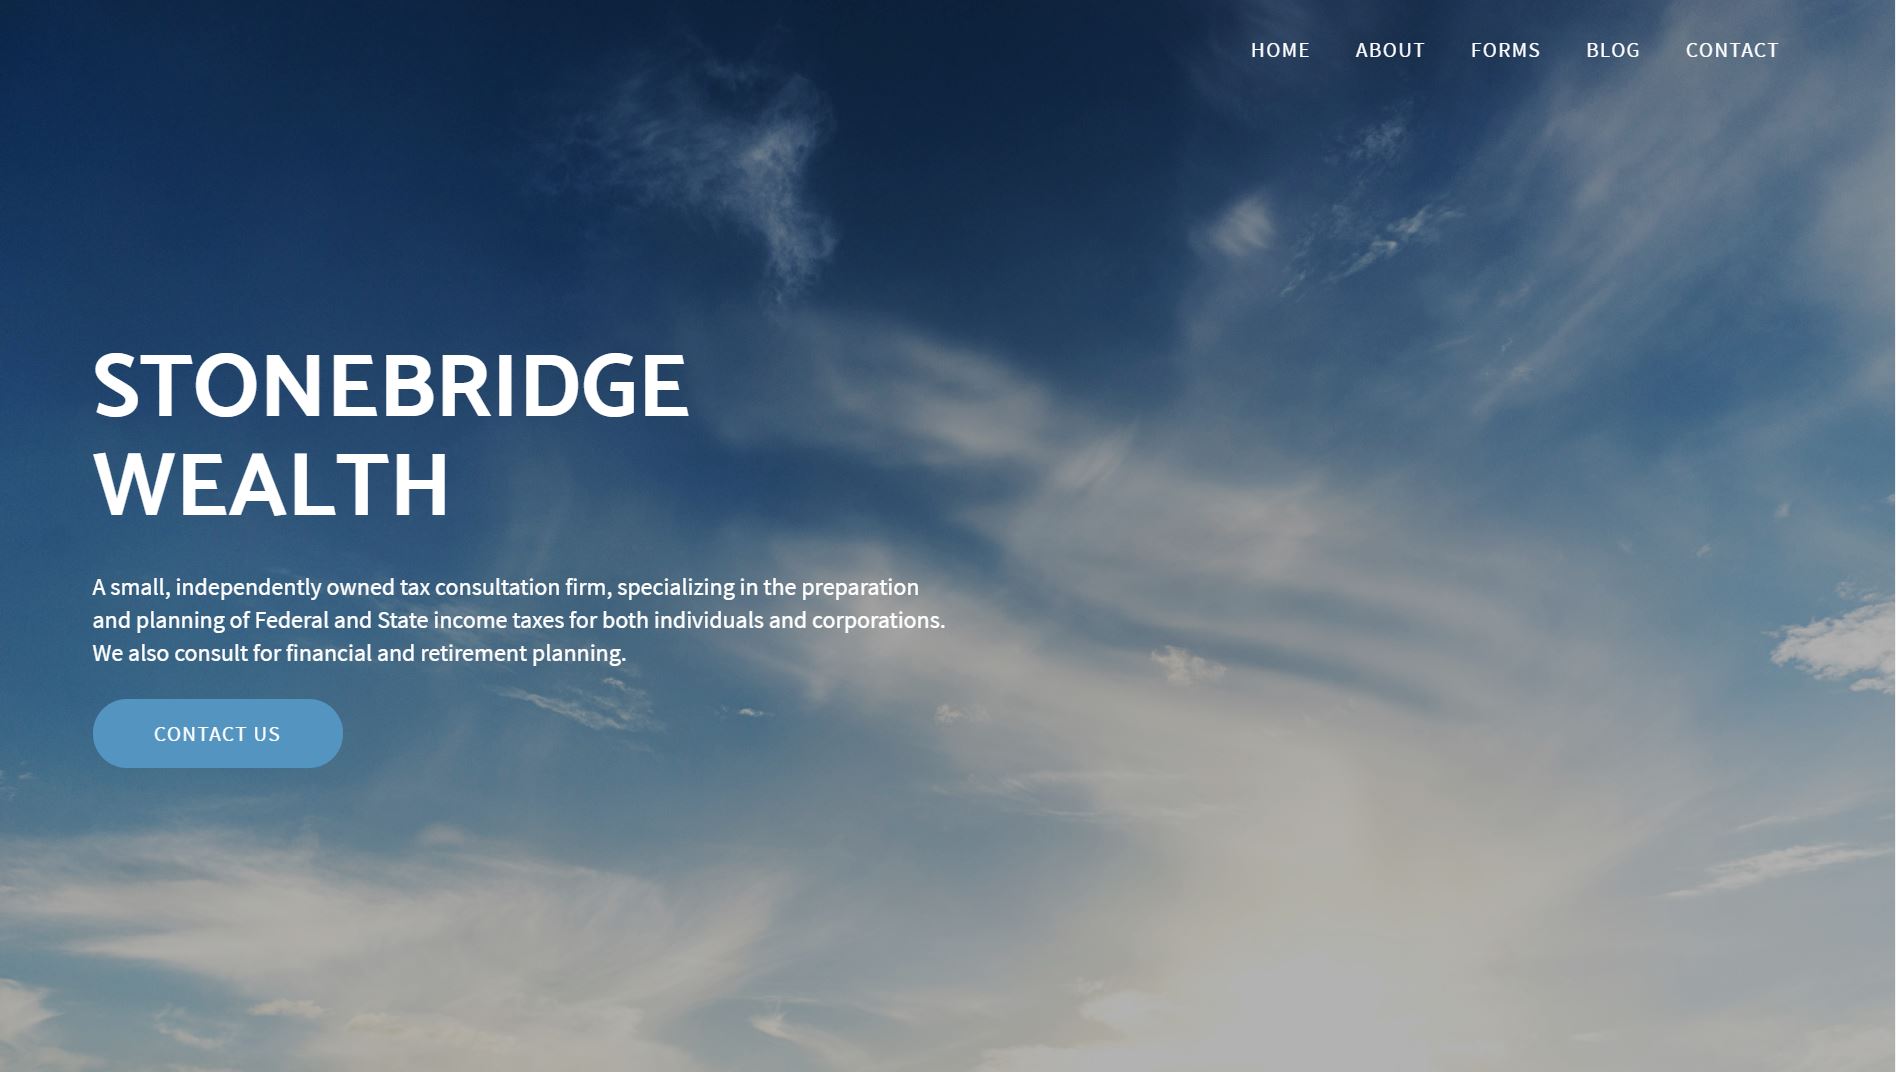 HOME ABOUT FORMS BLOG CONTACT
STONEBRIDGE
WEALTH
A small, independently owned tax consultation firm, specializing in the preparation
and planning of Federal and State income taxes for both individuals and corporations.
We also consult for financial and retirement planning.
CONTACT US